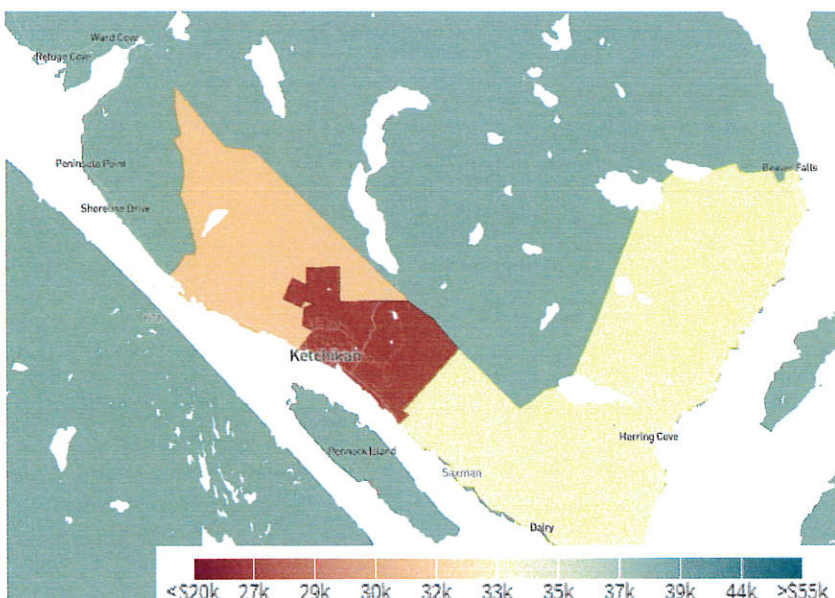 Ward Cove
Refuge Cove
Peninsula Point
Beaver Falls
Shoreline Drive
Ketchikan
Herring Cove
Pennock Island
Saxman
Dairy
<$20k 27k 29k 30k 32k 33k 35k 37k 39k 44k >$55k